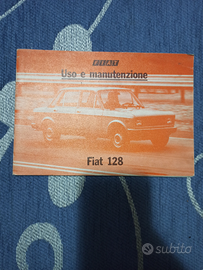 FIAT
Uso e manutenzione
Fiat 128
subito